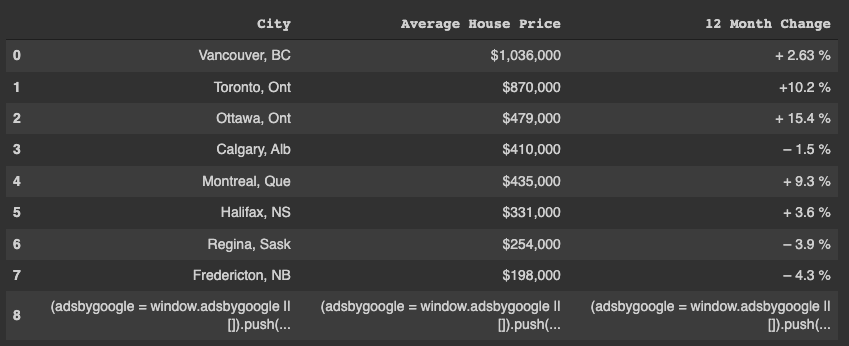 City Average House Price 12 Month Change
0 Vancouver, BC $1,036,000 + 2.63 %
1 Toronto, Ont $870,000 +10.2 %
2 Ottawa, Ont $479,000 + 15.4 %
3 Calgary, Alb $410,000 – 1.5 %
4 Montreal, Que $435,000 + 9.3 %
5 Halifax, NS $331,000 + 3.6 %
6 Regina, Sask $254,000 – 3.9 %
7 Fredericton, NB $198,000 – 4.3 %
8 (adsbygoogle = window.adsbygoogle || (adsbygoogle = window.adsbygoogle || (adsbygoogle = window.adsbygoogle ||
[]).push(... []).push(... []).push(...